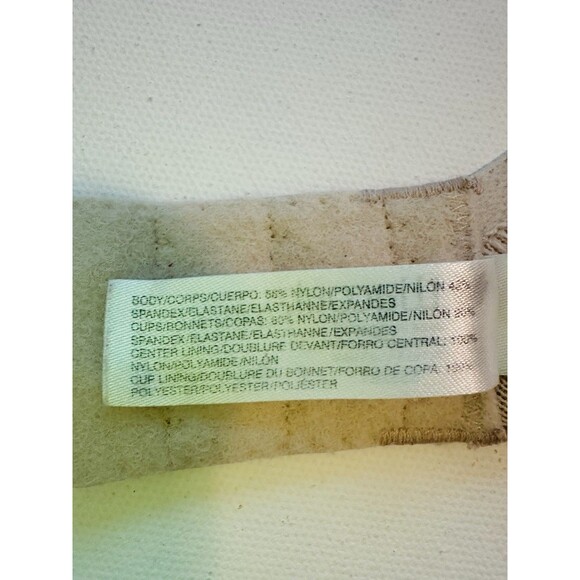 BODY/CORPS/CUERPO: 58% NYLON/POLYAMIDE/NILÓN 42%
SPANDEX/ELASTANE/ELASTHANNE/EXPANDES
CUPS/BONNETS/COPAS: 80% NYLON/POLYAMIDE/NILÓN 20%
SPANDEX/ELASTANE/ELASTHANNE/EXPANDES
CENTER LINING/DOUBLURE DEVANT/FORRO CENTRAL: 100%
NYLON/POLYAMIDE/NILÓN
CUP LINING/DOUBLURE DU BONNET/FORRO DE COPA: 100%
POLYESTER/POLYESTER/POLIÉSTER